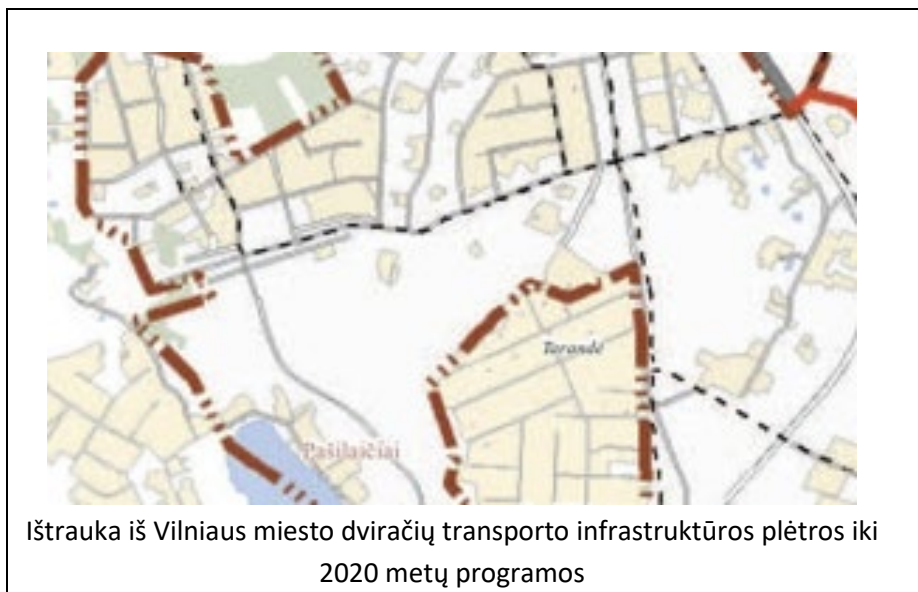 Tarandė
Pašilaičiai
Ištrauka iš Vilniaus miesto dviračių transporto infrastruktūros plėtros iki
2020 metų programos